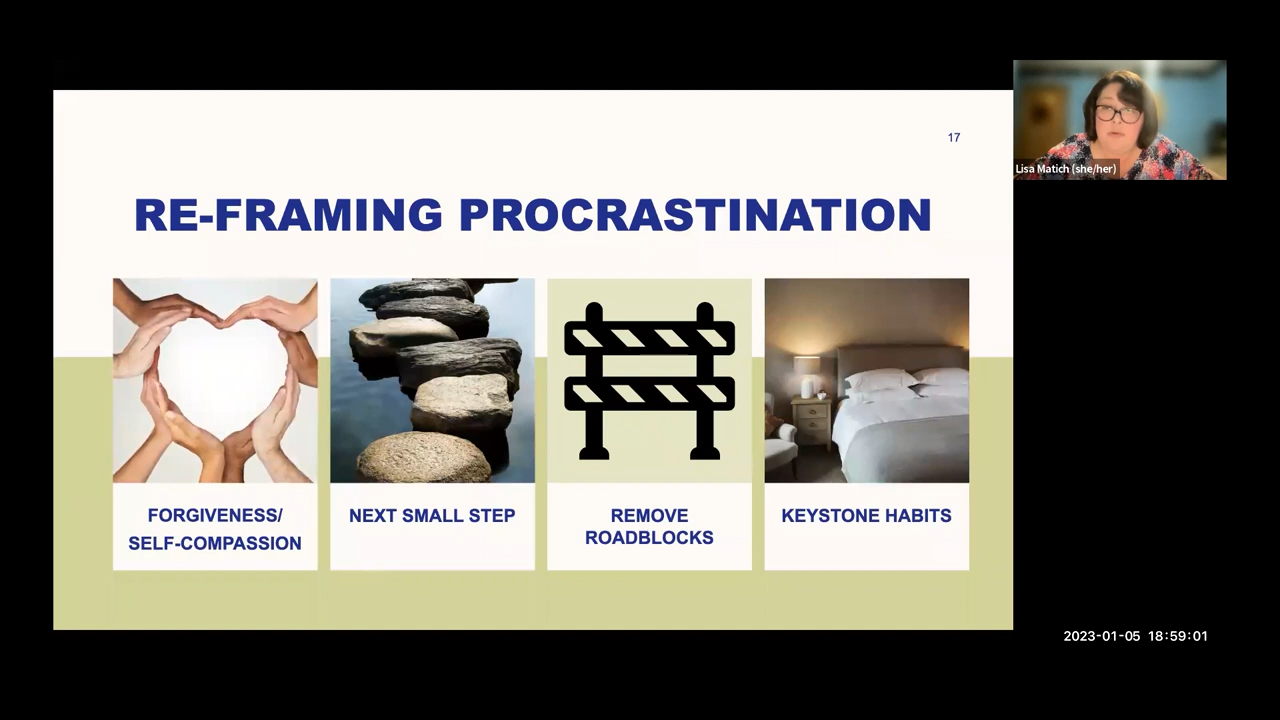 17
RE-FRAMING PROCRASTINATION
FORGIVENESS/
SELF-COMPASSION
NEXT SMALL STEP
REMOVE
ROADBLOCKS
KEYSTONE HABITS
Lisa Matich (she/her)
2023-01-05 18:59:01